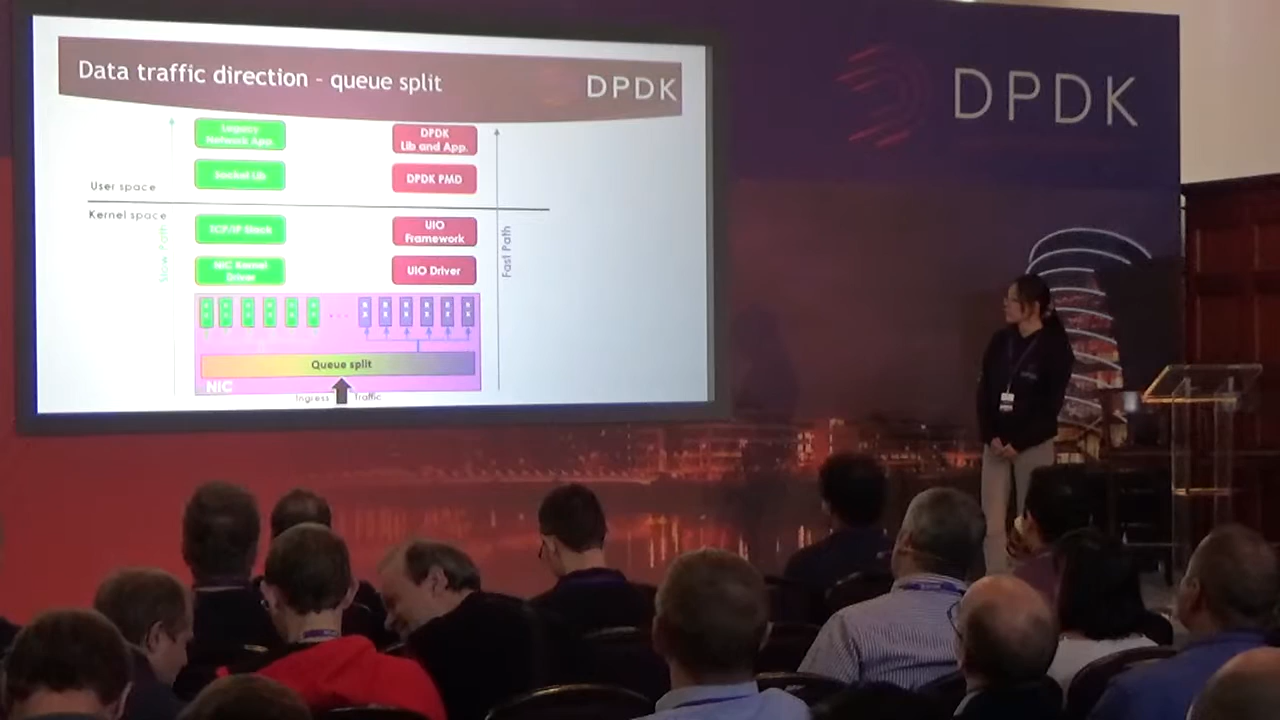 Data traffic direction - queue split
DPDK
DPDK
Legacy
Network App.
DPDK
Lib and App.
Socket Lib
DPDK PMD
User space
Kernel space
TCP/IP Stack
UIO
Framework
Slow Path
Fast Path
NIC Kernel
Driver
UIO Driver
Queue split
NIC
Ingress Traffic